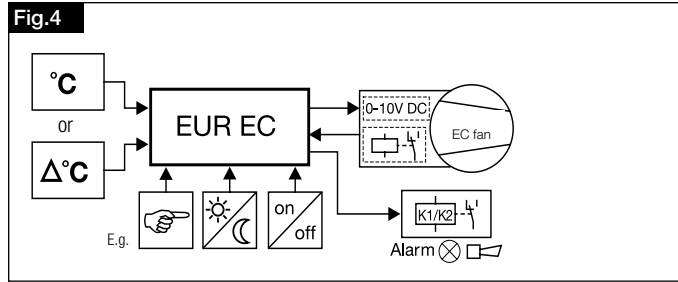 Fig.4
°C
or
Δ°C
EUR EC
0-10V DC
EC fan
E.g.
on
off
K1/K2
Alarm